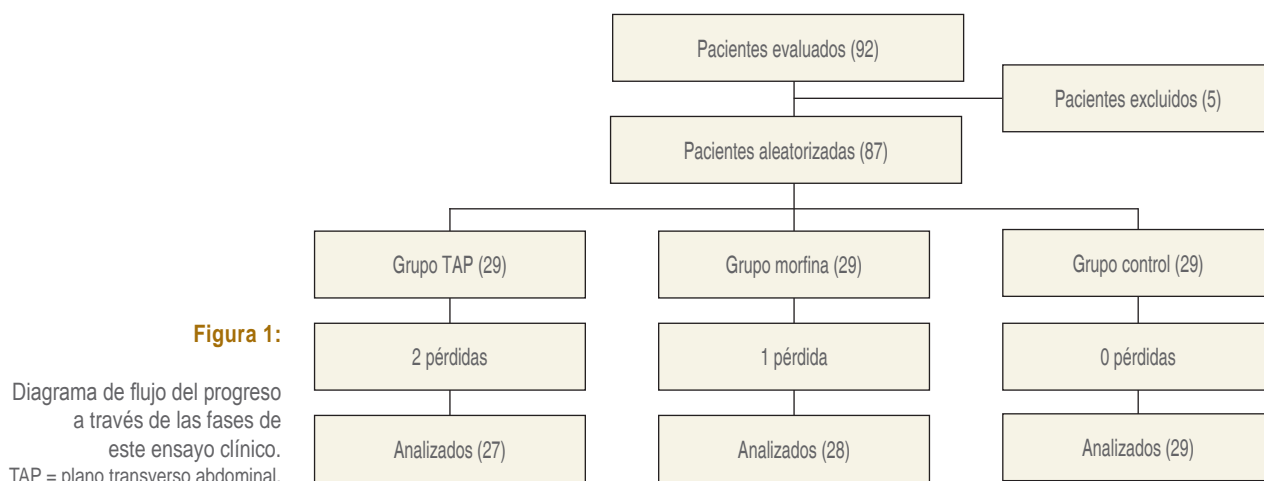 Pacientes evaluados (92)
Pacientes excluidos (5)
Pacientes aleatorizadas (87)
Grupo TAP (29)
Grupo morfina (29)
Grupo control (29)
2 pérdidas
1 pérdida
0 pérdidas
Analizados (27)
Analizados (28)
Analizados (29)
Figura 1:
Diagrama de flujo del progreso
a través de las fases de
este ensayo clínico.
TAP = plano transverso abdominal.